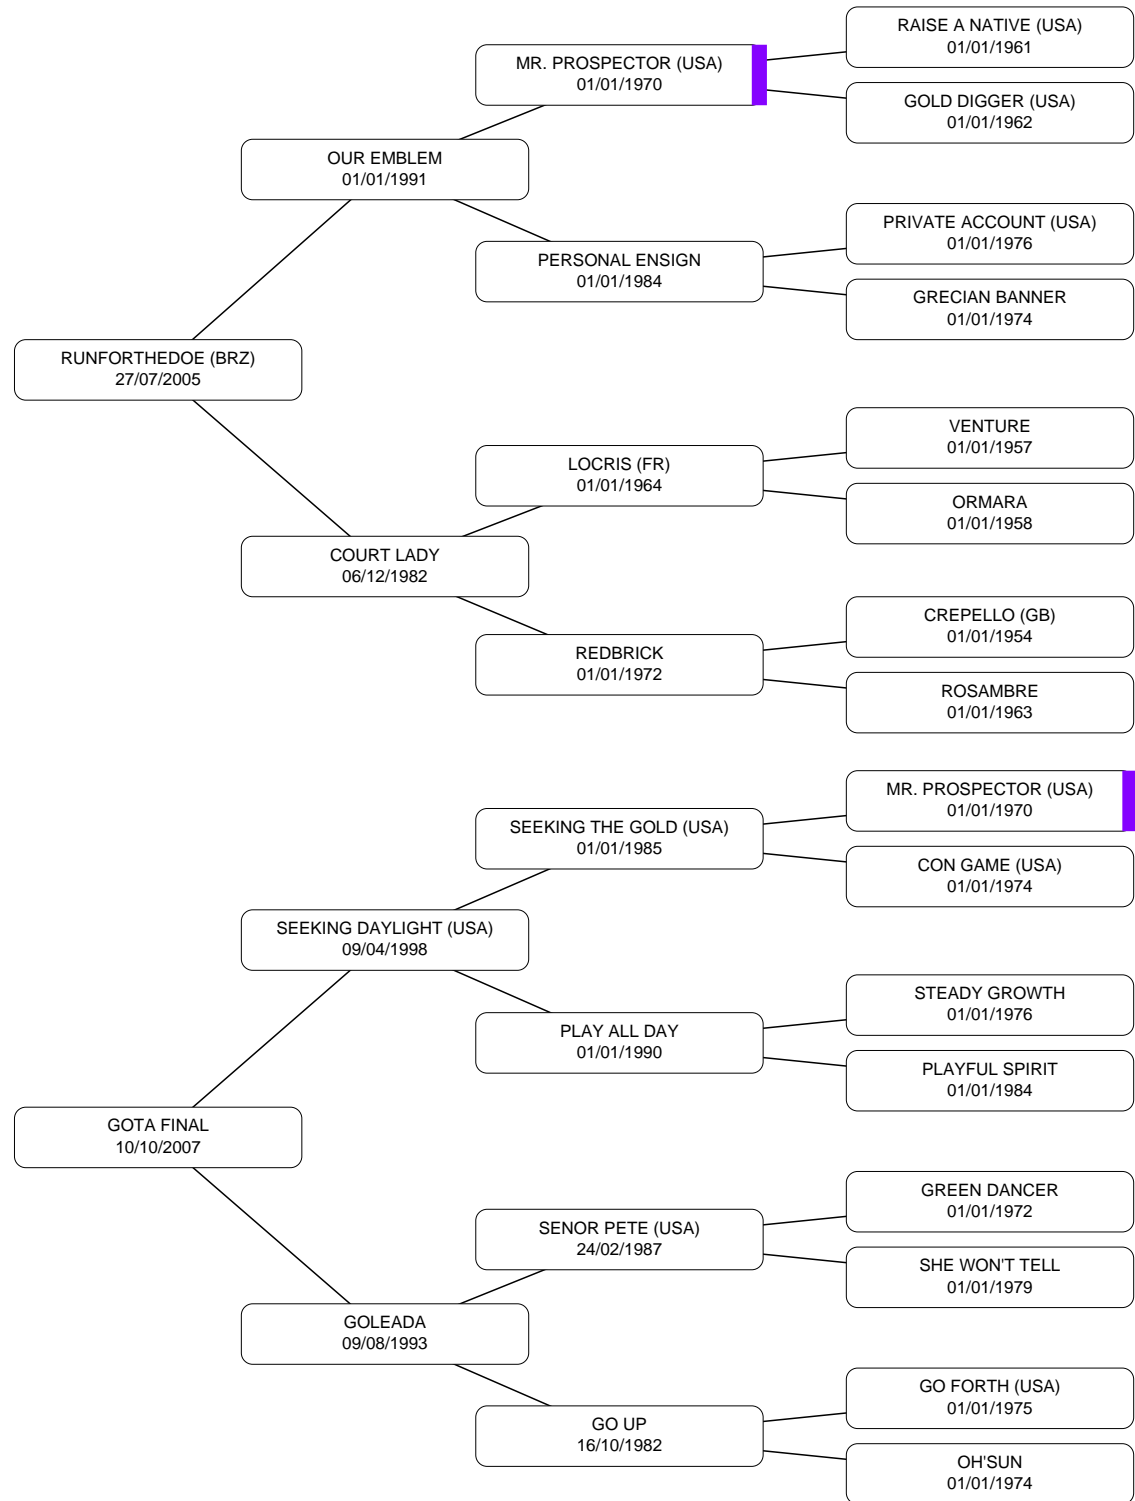 RAISE A NATIVE (USA)
01/01/1961
MR. PROSPECTOR (USA)
01/01/1970
GOLD DIGGER (USA)
01/01/1962
OUR EMBLEM
01/01/1991
PRIVATE ACCOUNT (USA)
01/01/1976
PERSONAL ENSIGN
01/01/1984
GRECIAN BANNER
01/01/1974
RUNFORTHEDOE (BRZ)
27/07/2005
VENTURE
01/01/1957
LOCRIS (FR)
01/01/1964
ORMARA
01/01/1958
COURT LADY
06/12/1982
CREPELLO (GB)
01/01/1954
REDBRICK
01/01/1972
ROSAMBRE
01/01/1963
MR. PROSPECTOR (USA)
01/01/1970
SEEKING THE GOLD (USA)
01/01/1985
CON GAME (USA)
01/01/1974
SEEKING DAYLIGHT (USA)
09/04/1998
STEADY GROWTH
01/01/1976
PLAY ALL DAY
01/01/1990
PLAYFUL SPIRIT
01/01/1984
GOTA FINAL
10/10/2007
GREEN DANCER
01/01/1972
SENOR PETE (USA)
24/02/1987
SHE WON'T TELL
01/01/1979
GOLEADA
09/08/1993
GO FORTH (USA)
01/01/1975
GO UP
16/10/1982
OH'SUN
01/01/1974